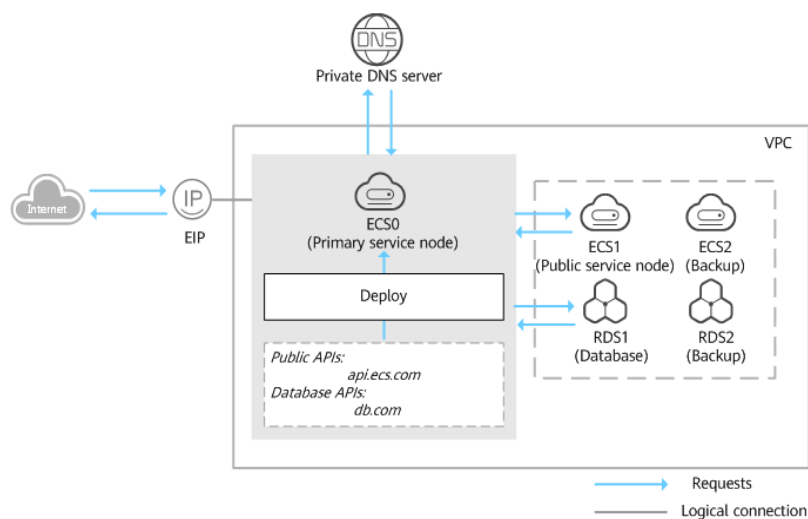 DNS
Private DNS server
VPC
Internet
IP
EIP
ECS0
(Primary service node)
ECS1
(Public service node)
ECS2
(Backup)
Deploy
RDS1
(Database)
RDS2
(Backup)
Public APIs:
api.ecs.com
Database APIs:
db.com
Requests
Logical connection